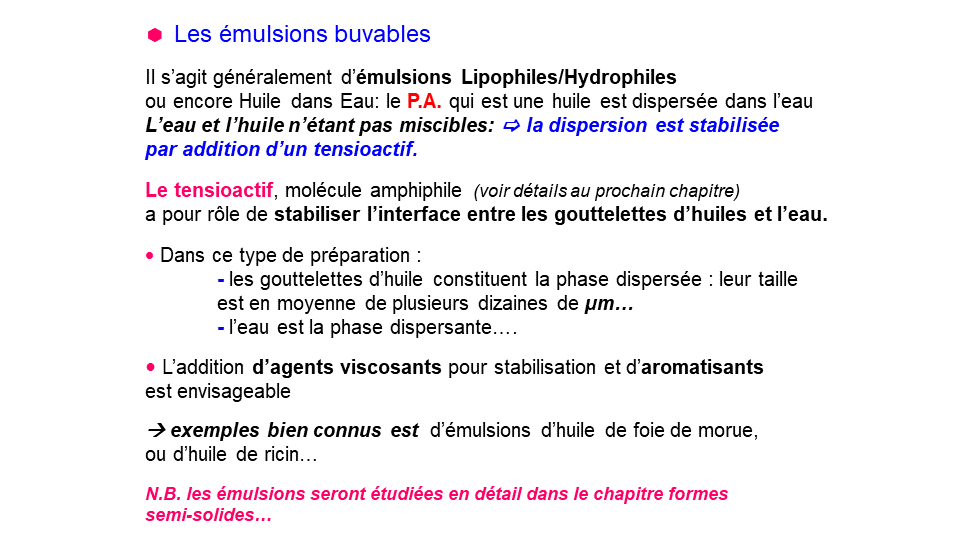 Les émulsions buvables
Il s’agit généralement d’émulsions Lipophiles/Hydrophiles
ou encore Huile dans Eau: le P.A. qui est une huile est dispersée dans l’eau
L’eau et l’huile n’étant pas miscibles: ⇨ la dispersion est stabilisée
par addition d’un tensioactif.
Le tensioactif, molécule amphiphile (voir détails au prochain chapitre)
a pour rôle de stabiliser l’interface entre les gouttelettes d’huiles et l’eau.
• Dans ce type de préparation :
- les gouttelettes d’huile constituent la phase dispersée : leur taille
est en moyenne de plusieurs dizaines de µm…
- l’eau est la phase dispersante….
• L’addition d’agents viscosants pour stabilisation et d’aromatisants
est envisageable
→ exemples bien connus est d’émulsions d’huile de foie de morue,
ou d’huile de ricin…
N.B. les émulsions seront étudiées en détail dans le chapitre formes
semi-solides…